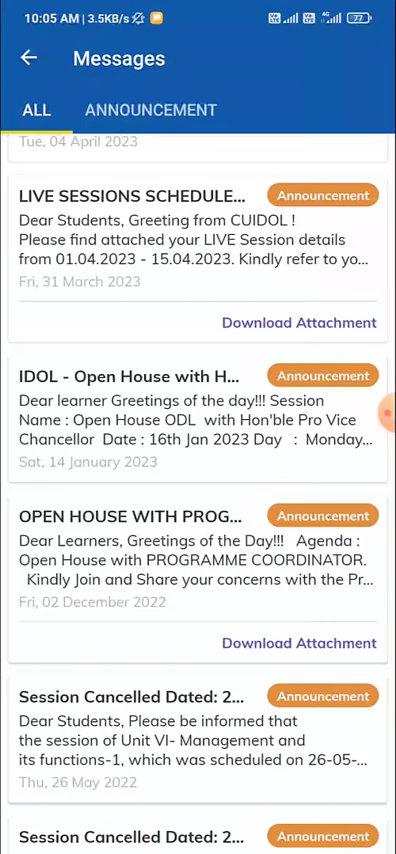 10:05 AM | 3.5KB/s
4G
77
Messages
ALL ANNOUNCEMENT
Tue, 04 April 2023
LIVE SESSIONS SCHEDULE... Announcement
Dear Students, Greeting from CUIDOL !
Please find attached your LIVE Session details
from 01.04.2023 - 15.04.2023. Kindly refer to yo...
Fri, 31 March 2023
Download Attachment
IDOL - Open House with H... Announcement
Dear learner Greetings of the day!!! Session
Name : Open House ODL with Hon'ble Pro Vice
Chancellor Date : 16th Jan 2023 Day : Monday...
Sat, 14 January 2023
OPEN HOUSE WITH PROG... Announcement
Dear Learners, Greetings of the Day!!! Agenda :
Open House with PROGRAMME COORDINATOR.
Kindly Join and Share your concerns with the Pr...
Fri, 02 December 2022
Download Attachment
Session Cancelled Dated: 2... Announcement
Dear Students, Please be informed that
the session of Unit VI- Management and
its functions-1, which was scheduled on 26-05-...
Thu, 26 May 2022
Session Cancelled Dated: 2... Announcement